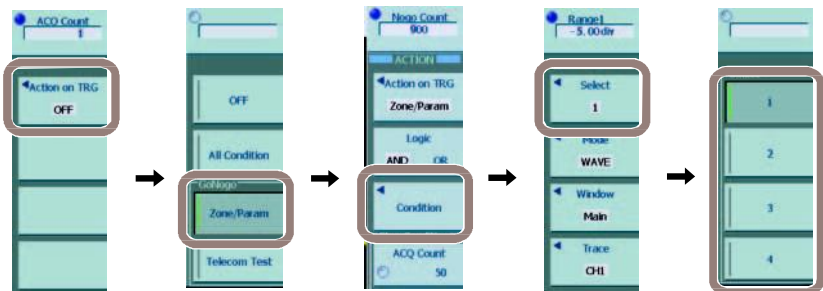 ACQ Count
1
Action on TRG
OFF
OFF
All Condition
GoNogo
Zone/Param
Telecom Test
Nogo Count
900
ACTION
Action on TRG
Zone/Param
Logic
AND OR
Condition
ACQ Count
50
Range1
-5.00div
Select
1
Mode
WAVE
Window
Main
Trace
CH1
1
2
3
4